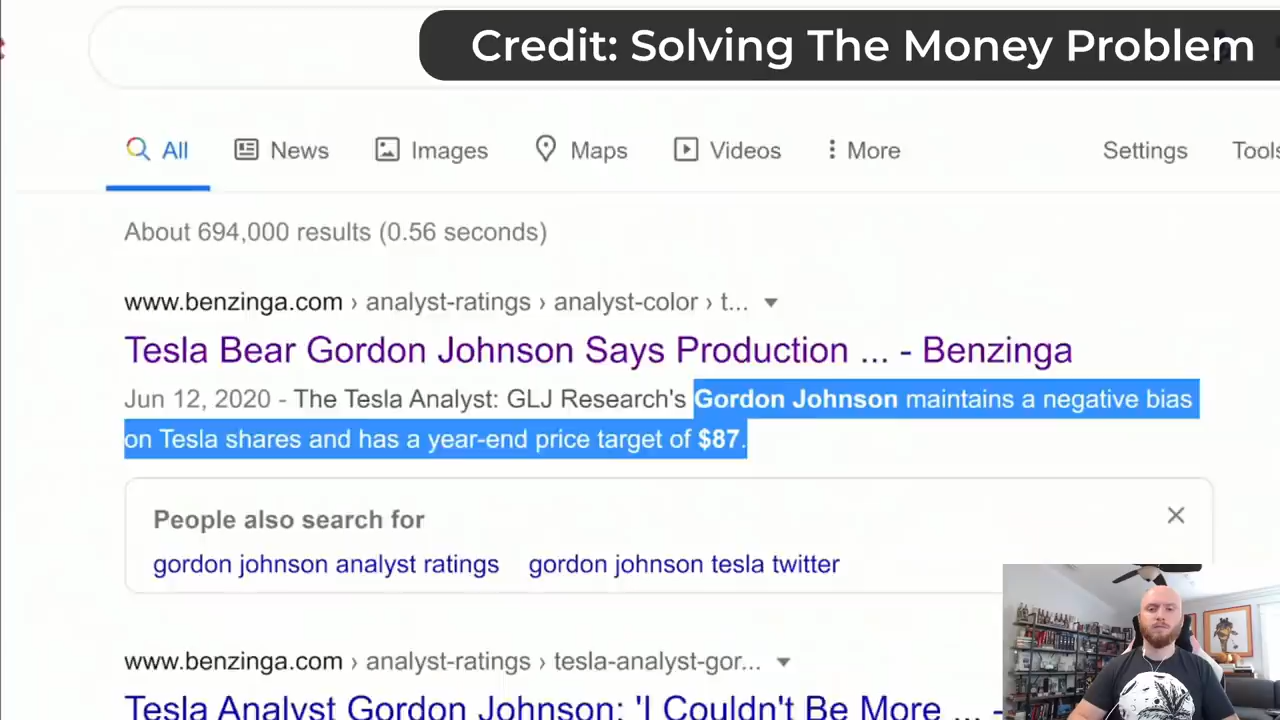 Credit: Solving The Money Problem
All News Images Maps Videos More Settings Tools
About 694,000 results (0.56 seconds)
www.benzinga.com › analyst-ratings › analyst-color › t...
Tesla Bear Gordon Johnson Says Production ... - Benzinga
Jun 12, 2020 - The Tesla Analyst: GLJ Research's Gordon Johnson maintains a negative bias
on Tesla shares and has a year-end price target of $87.
People also search for
gordon johnson analyst ratings gordon johnson tesla twitter
www.benzinga.com › analyst-ratings › tesla-analyst-gor...
Tesla Analyst Gordon Johnson: 'I Couldn't Be More ... -